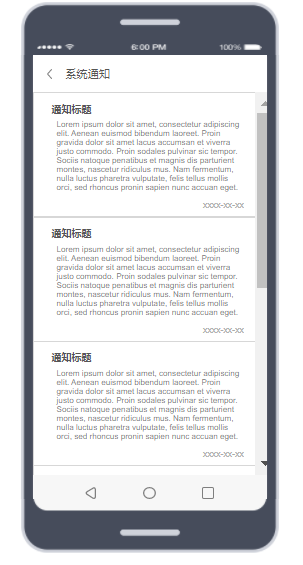 6:00 PM 100%
系统通知
通知标题
Lorem ipsum dolor sit amet, consectetur adipiscing
elit. Aenean euismod bibendum laoreet. Proin
gravida dolor sit amet lacus accumsan et viverra
justo commodo. Proin sodales pulvinar sic tempor.
Sociis natoque penatibus et magnis dis parturient
montes, nascetur ridiculus mus. Nam fermentum,
nulla luctus pharetra vulputate, felis tellus mollis
orci, sed rhoncus pronin sapien nunc accuan eget.
xxxx-xx-xx
通知标题
Lorem ipsum dolor sit amet, consectetur adipiscing
elit. Aenean euismod bibendum laoreet. Proin
gravida dolor sit amet lacus accumsan et viverra
justo commodo. Proin sodales pulvinar sic tempor.
Sociis natoque penatibus et magnis dis parturient
montes, nascetur ridiculus mus. Nam fermentum,
nulla luctus pharetra vulputate, felis tellus mollis
orci, sed rhoncus pronin sapien nunc accuan eget.
xxxx-xx-xx
通知标题
Lorem ipsum dolor sit amet, consectetur adipiscing
elit. Aenean euismod bibendum laoreet. Proin
gravida dolor sit amet lacus accumsan et viverra
justo commodo. Proin sodales pulvinar sic tempor.
Sociis natoque penatibus et magnis dis parturient
montes, nascetur ridiculus mus. Nam fermentum,
nulla luctus pharetra vulputate, felis tellus mollis
orci, sed rhoncus pronin sapien nunc accuan eget.
xxxx-xx-xx